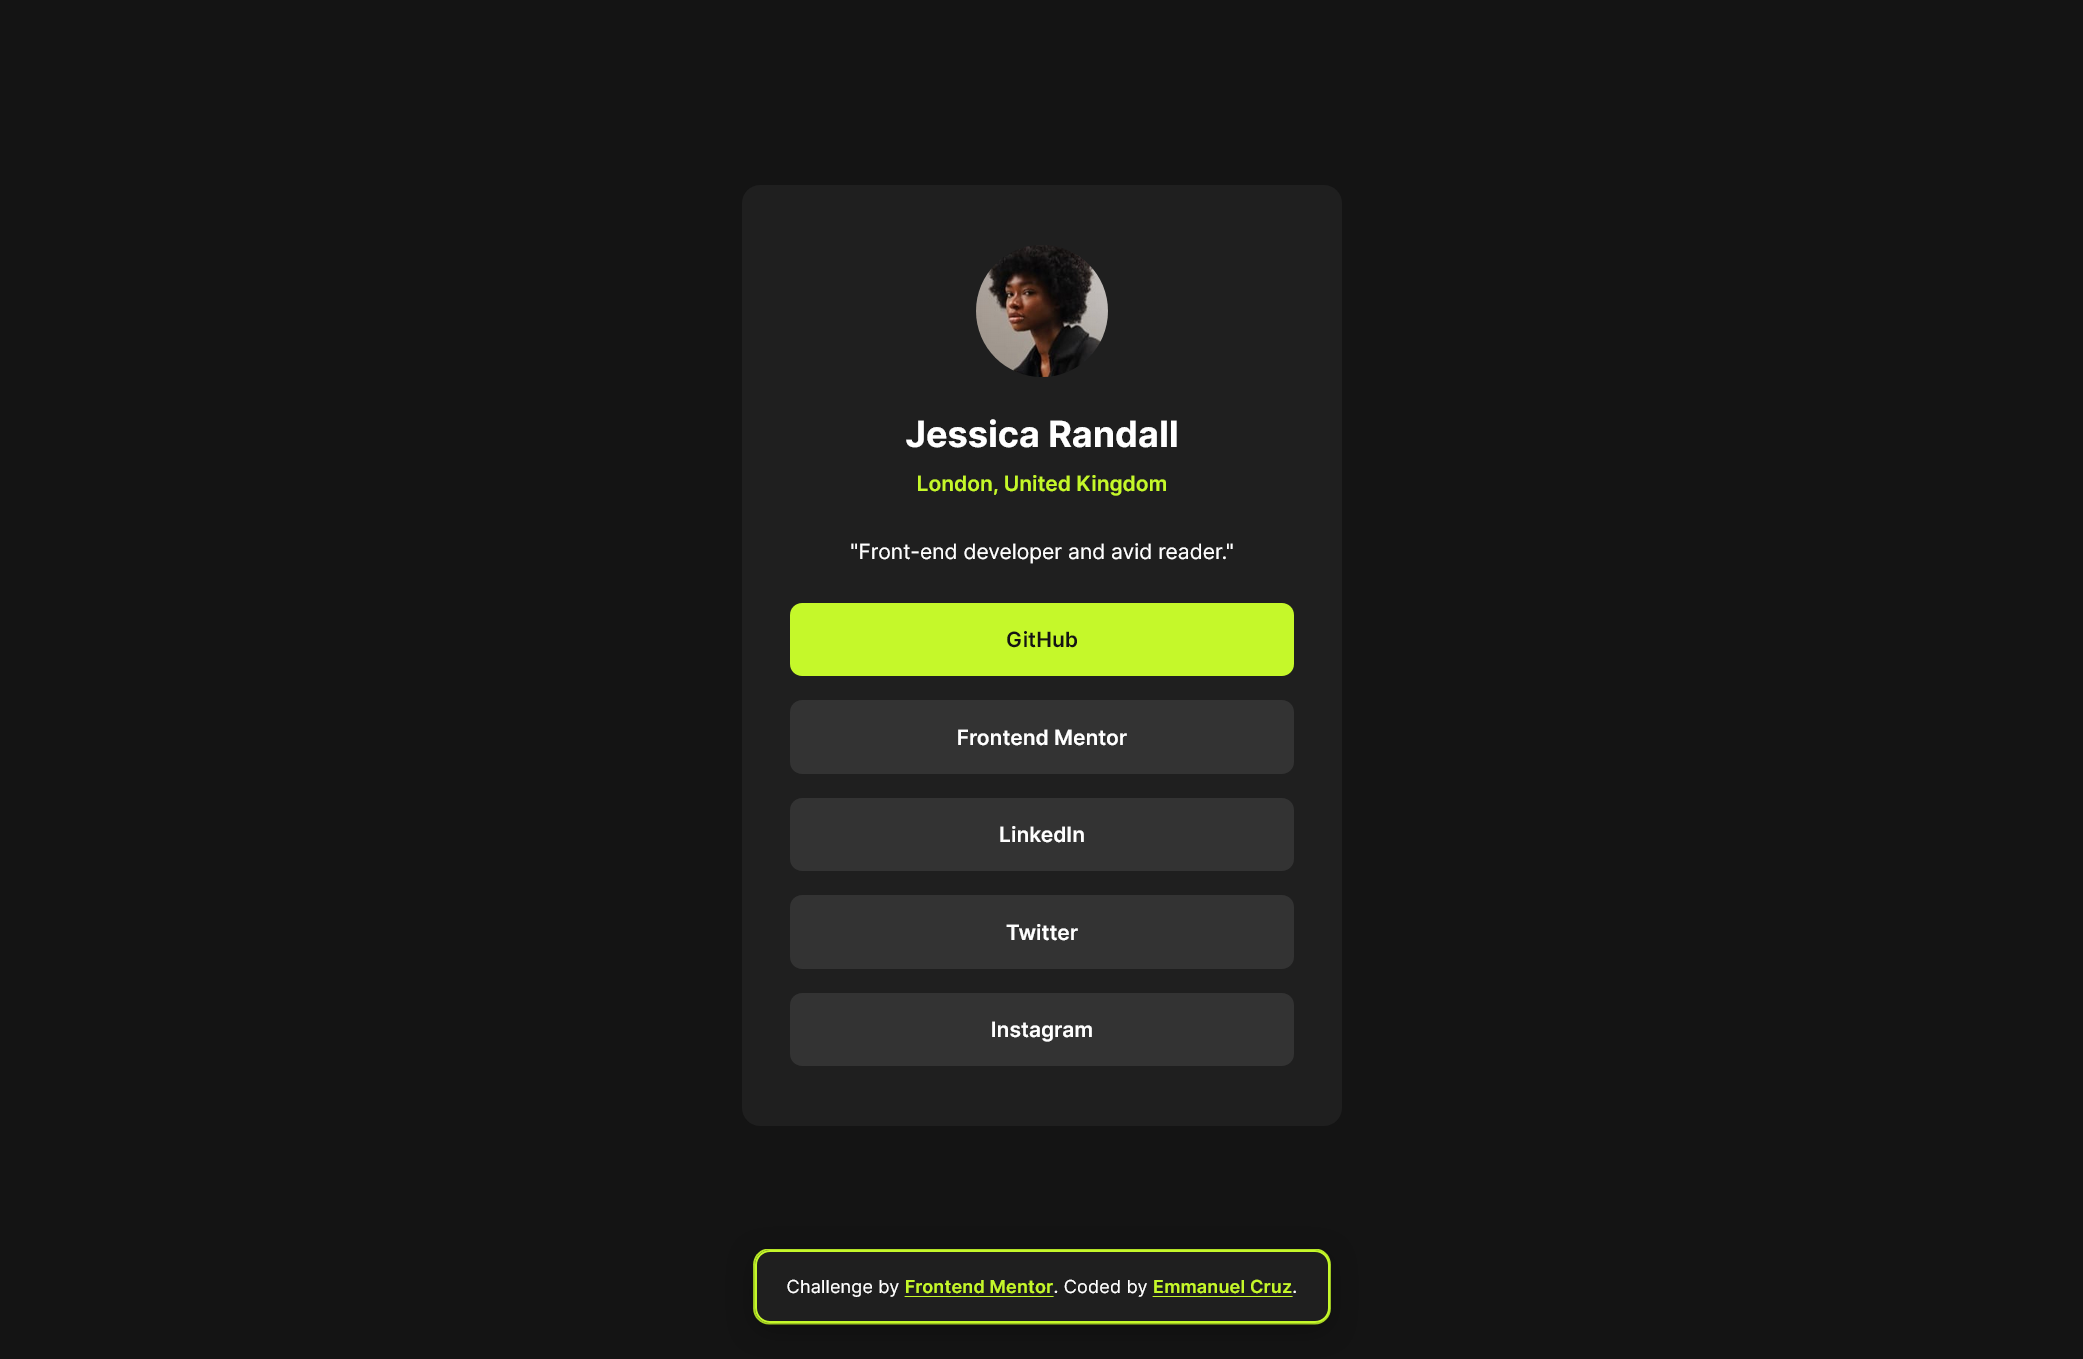 Jessica Randall
London, United Kingdom
"Front-end developer and avid reader."
GitHub
Frontend Mentor
LinkedIn
Twitter
Instagram
Challenge by Frontend Mentor. Coded by Emmanuel Cruz.